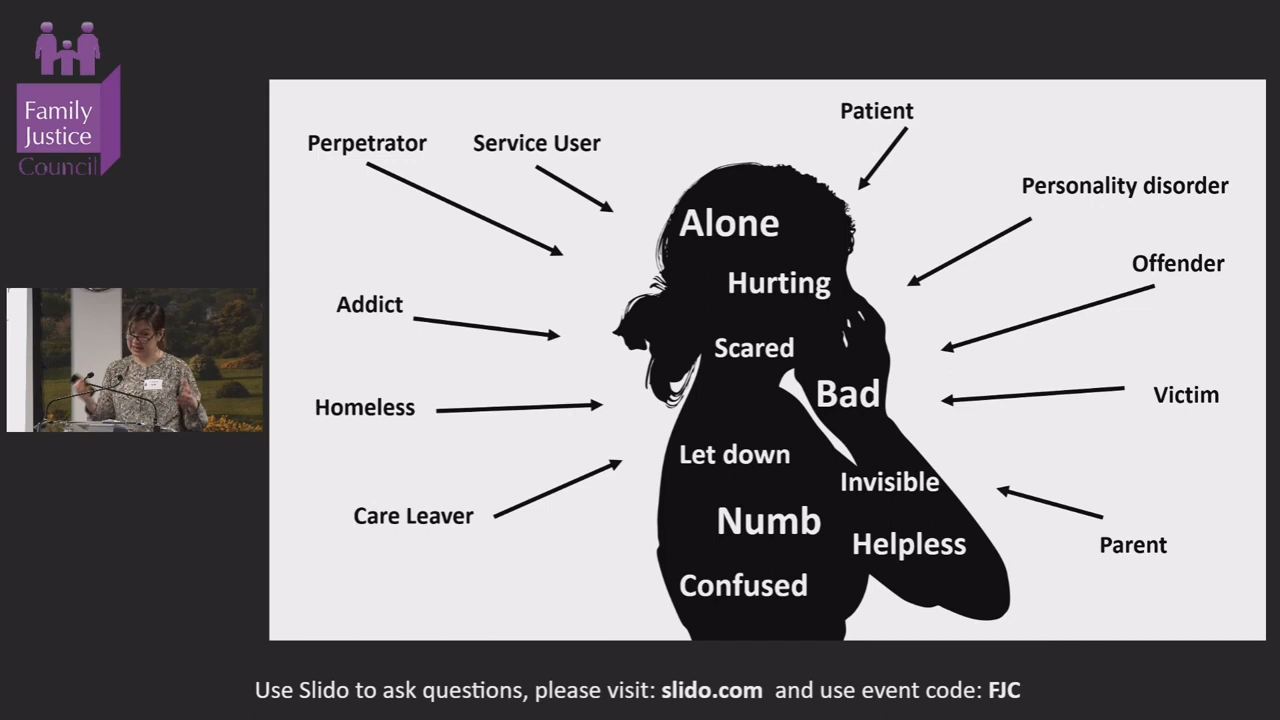 Family
Justice
Council
Perpetrator
Service User
Patient
Personality disorder
Offender
Addict
Homeless
Victim
Care Leaver
Parent
Alone
Hurting
Scared
Bad
Let down
Invisible
Numb
Helpless
Confused
Use Slido to ask questions, please visit: slido.com and use event code: FJC